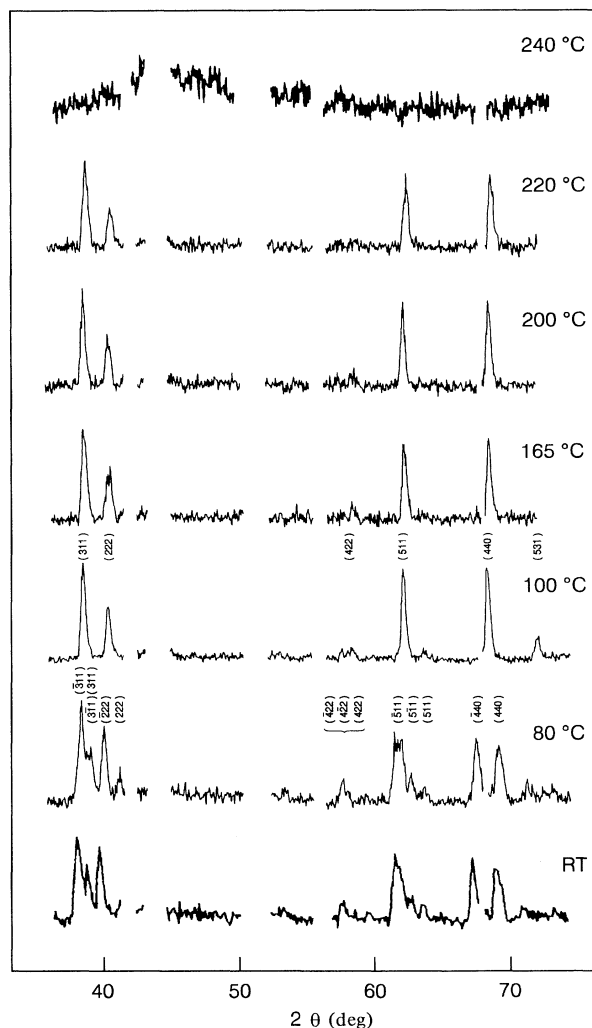 240 °C
220 °C
200 °C
165 °C
(311) (222) (422) (511) (440) (531)
100 °C
(3̄11) (31̄1) (311) (2̄22) (222) (4̄22) (42̄2) (422) (5̄11) (51̄1) (511) (4̄40) (440)
80 °C
RT
40 50 60 70
2 θ (deg)